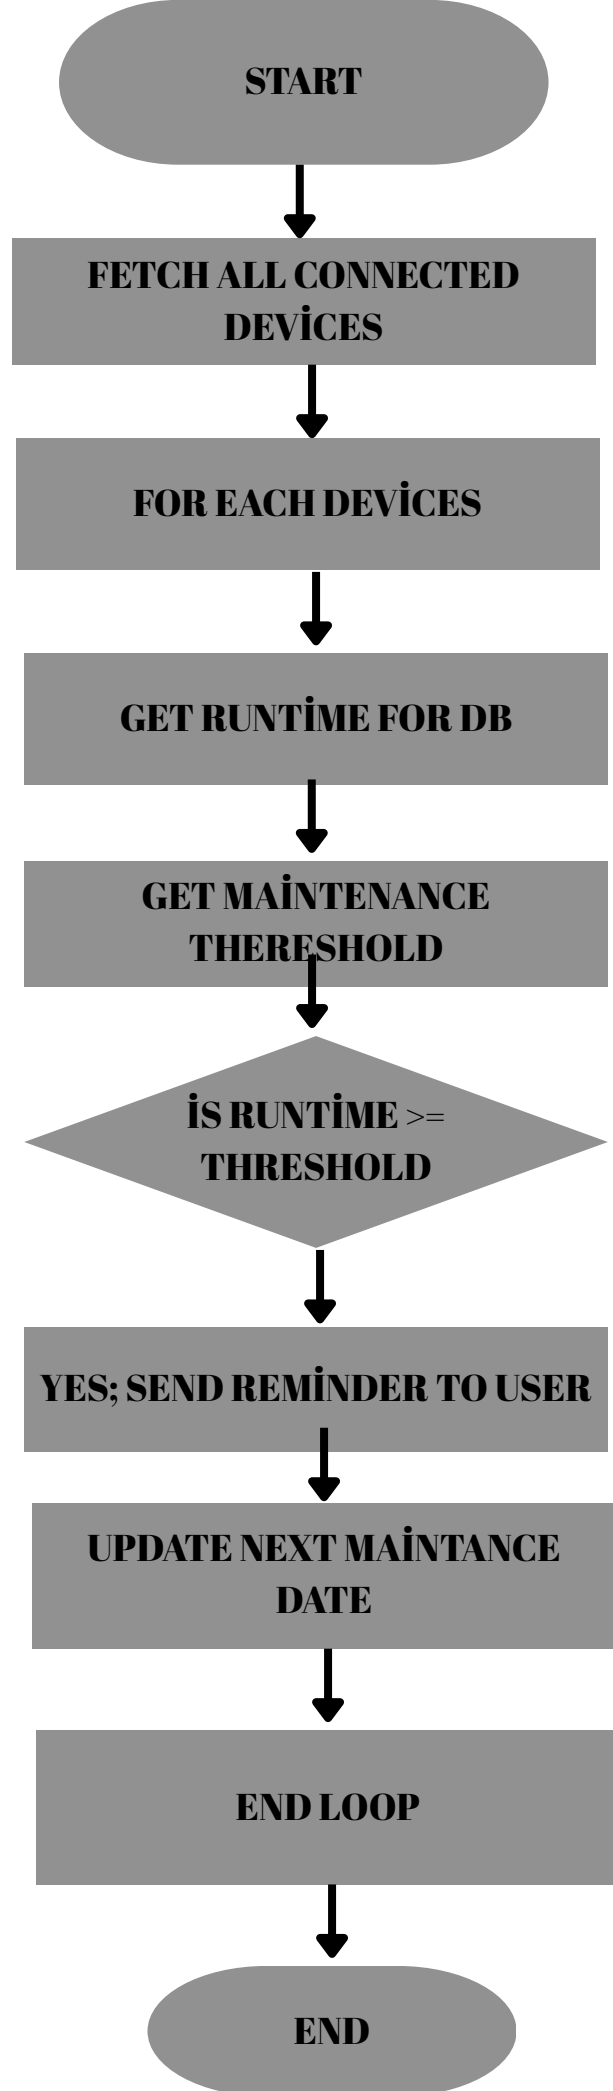 START
FETCH ALL CONNECTED
DEVİCES
FOR EACH DEVİCES
GET RUNTİME FOR DB
GET MAİNTENANCE
THERESHOLD
İS RUNTİME >=
THRESHOLD
YES; SEND REMİNDER TO USER
UPDATE NEXT MAİNTANCE
DATE
END LOOP
END